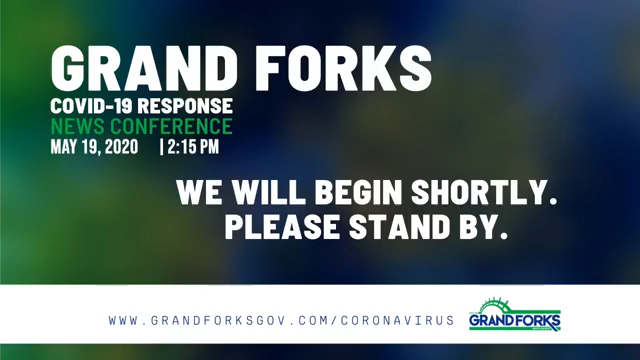 GRAND FORKS
COVID-19 RESPONSE
NEWS CONFERENCE
MAY 19, 2020 | 2:15 PM
WE WILL BEGIN SHORTLY.
PLEASE STAND BY.
WWW.GRANDFORKSGOV.COM/CORONAVIRUS
GRAND FORKS